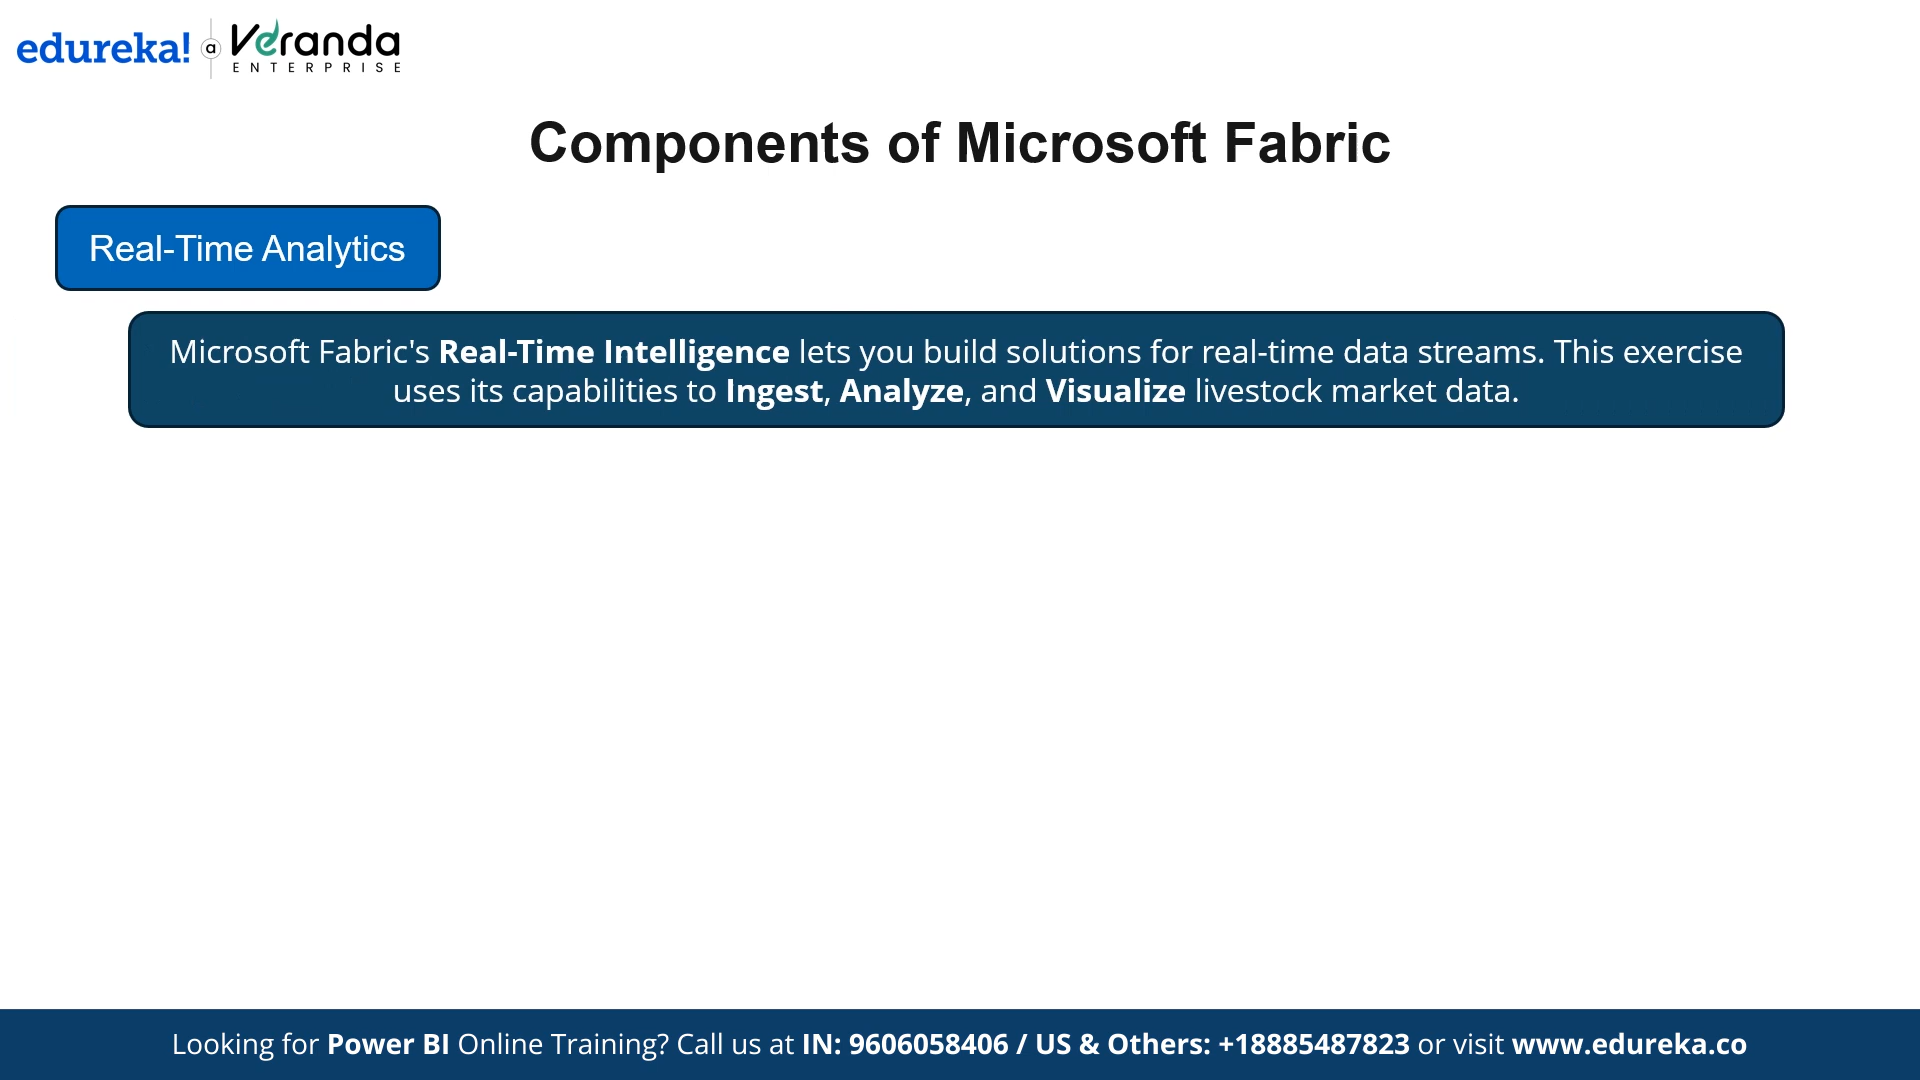 edureka! a Veranda
ENTERPRISE
Components of Microsoft Fabric
Real-Time Analytics
Microsoft Fabric's Real-Time Intelligence lets you build solutions for real-time data streams. This exercise
uses its capabilities to Ingest, Analyze, and Visualize livestock market data.
Looking for Power BI Online Training? Call us at IN: 9606058406 / US & Others: +18885487823 or visit www.edureka.co